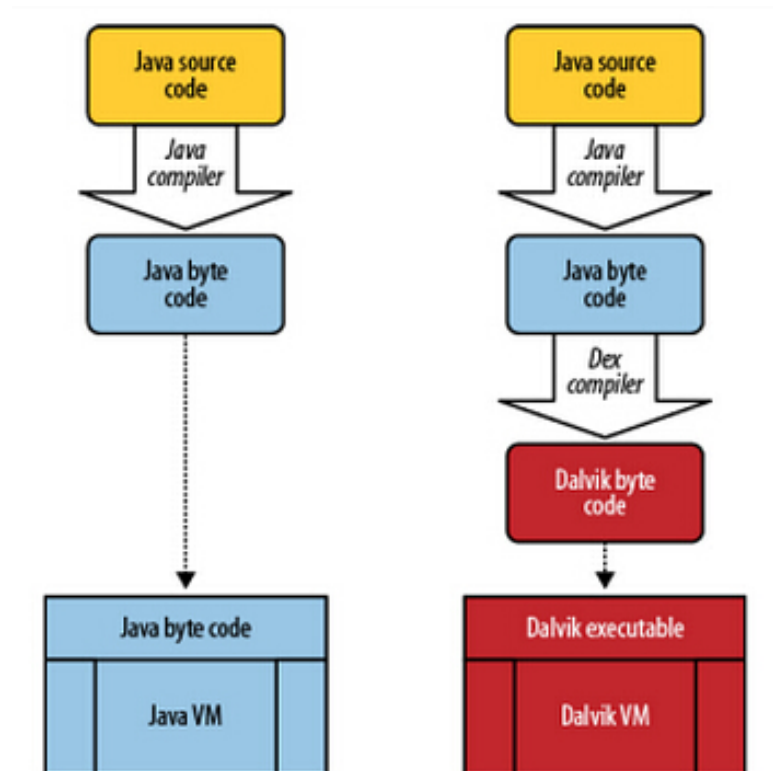 Java source
code
Java
compiler
Java byte
code
Java byte code
Java VM
Java source
code
Java
compiler
Java byte
code
Dex
compiler
Dalvik byte
code
Dalvik executable
Dalvik VM